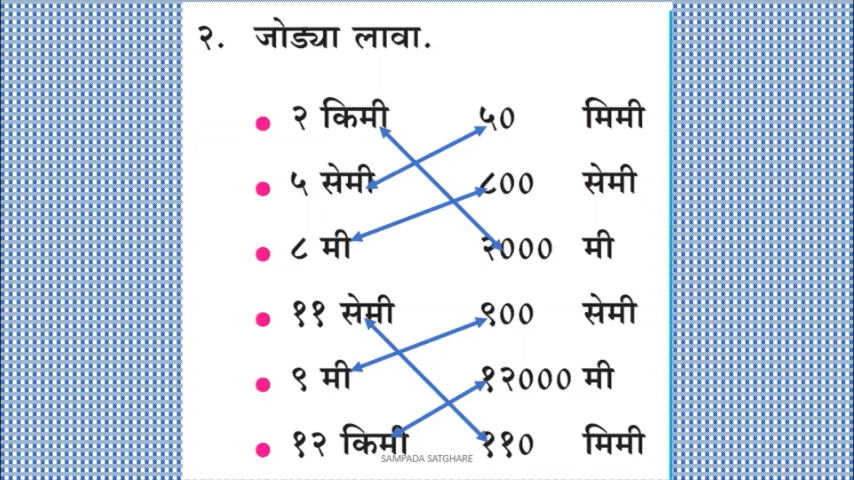 २. जोड्या लावा.
२ किमी ५० मिमी
५ सेमी ८०० सेमी
८ मी २००० मी
११ सेमी ९०० सेमी
९ मी १२००० मी
१२ किमी ११० मिमी
SAMPADA SATGHARE